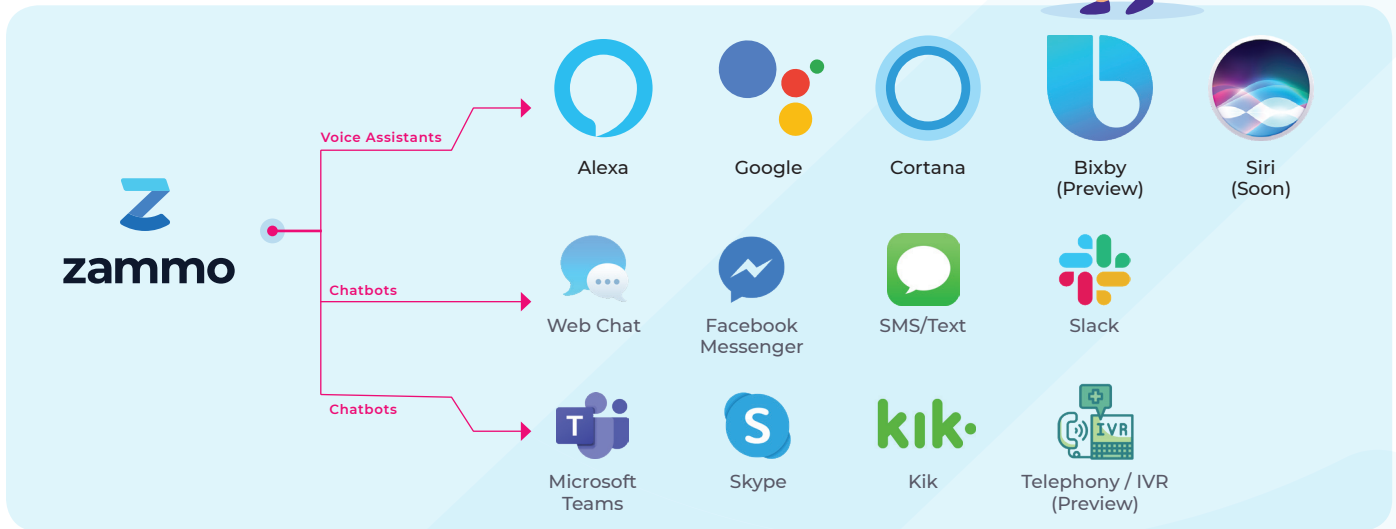 Voice Assistants
Alexa
Google
Cortana
Bixby
(Preview)
Siri
(Soon)
zammo
Chatbots
Web Chat
Facebook
Messenger
SMS/Text
Slack
Chatbots
T
Microsoft
Teams
S
Skype
kik
Kik
IVR
Telephony / IVR
(Preview)